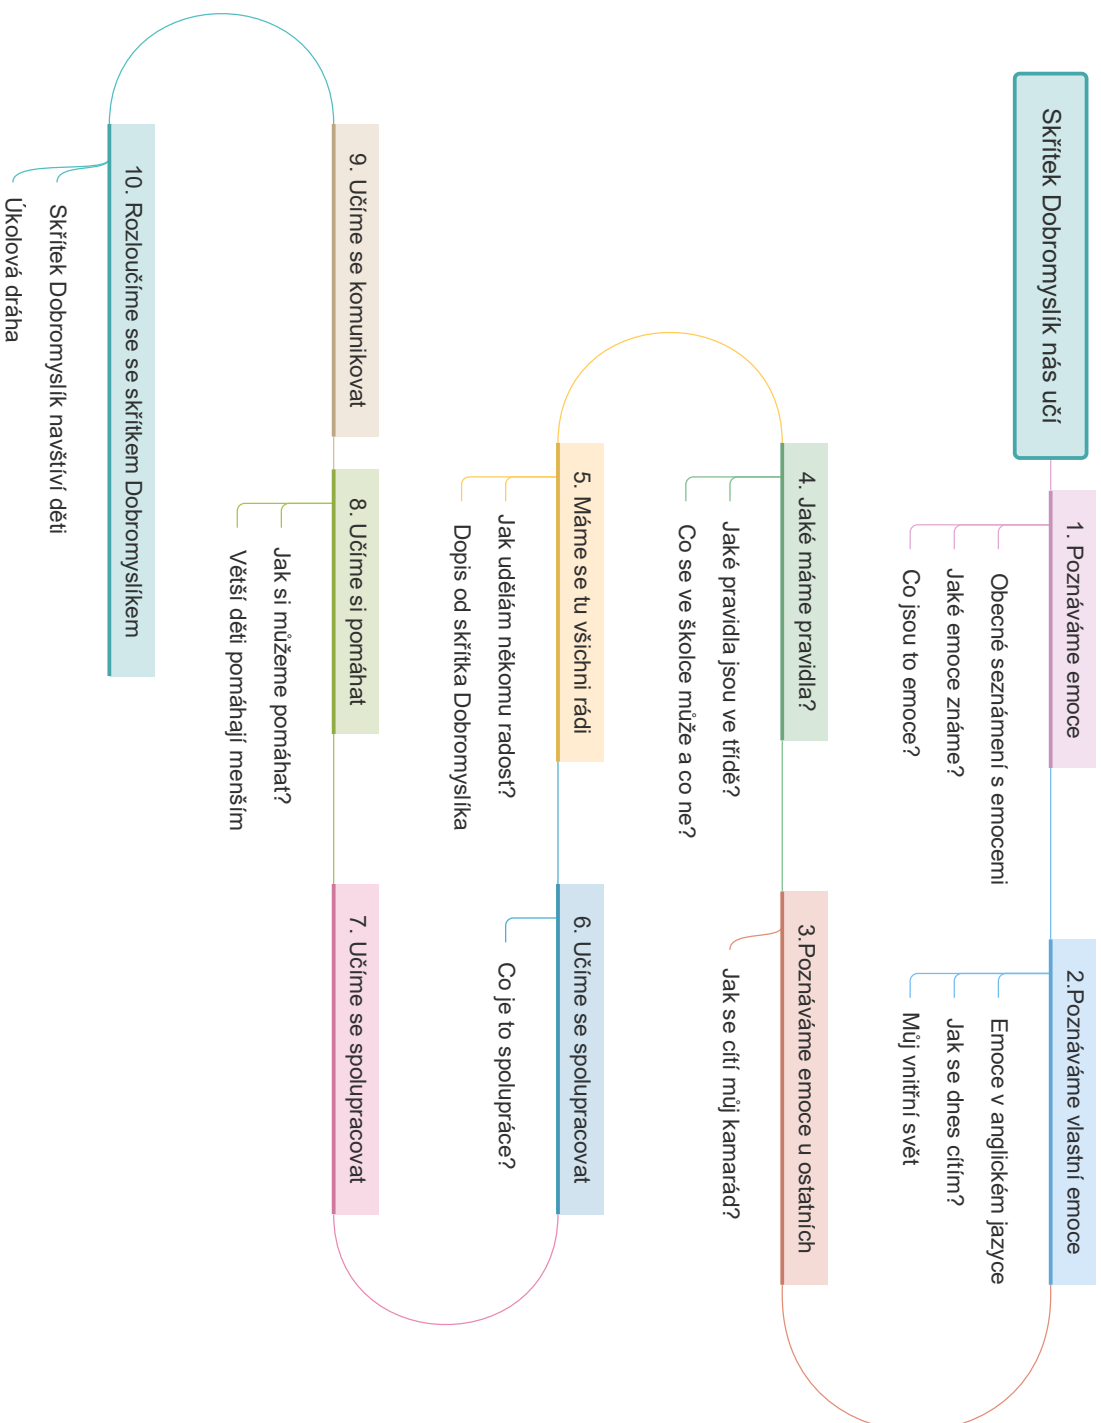 Skřítek Dobromyslík nás učí
1. Poznáváme emoce
Obecné seznámení s emocemi
Jaké emoce známe?
Co jsou to emoce?
2.Poznáváme vlastní emoce
Emoce v anglickém jazyce
Jak se dnes cítím?
Můj vnitřní svět
3.Poznáváme emoce u ostatních
Jak se cítí můj kamarád?
4. Jaké máme pravidla?
Jaké pravidla jsou ve třídě?
Co se ve školce může a co ne?
5. Máme se tu všichni rádi
Jak udělám někomu radost?
Dopis od skřítka Dobromyslíka
6. Učíme se spolupracovat
Co je to spolupráce?
7. Učíme se spolupracovat
8. Učíme si pomáhat
Jak si můžeme pomáhat?
Větší děti pomáhají menším
9. Učíme se komunikovat
10. Rozloučíme se se skřítkem Dobromyslíkem
Skřítek Dobromyslík navštíví děti
Úkolová dráha